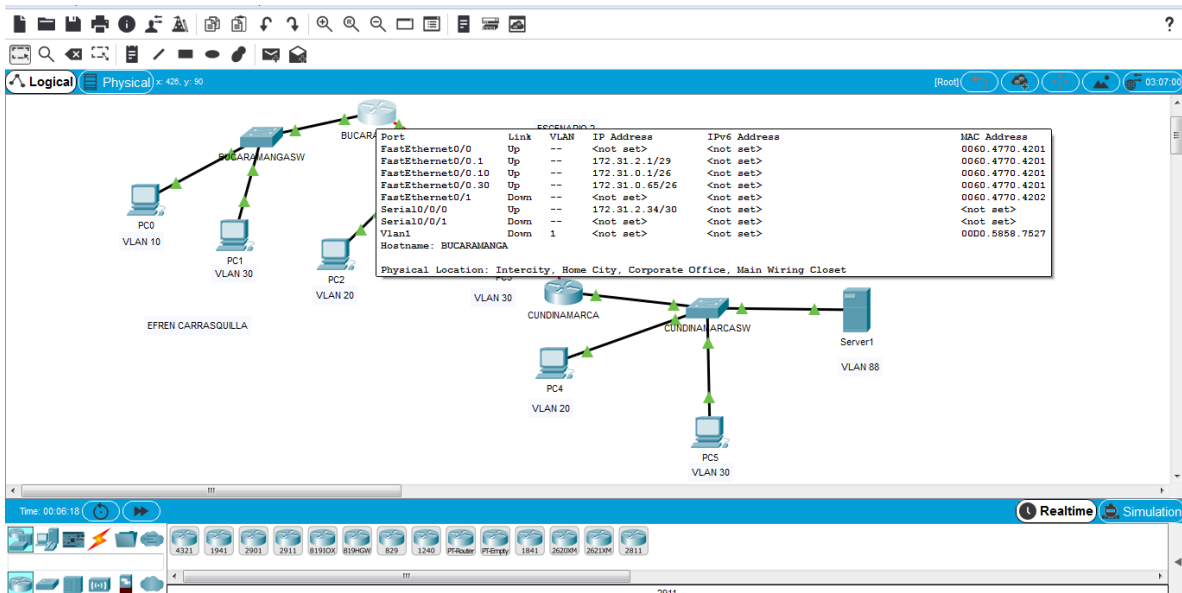 ?
Logical Physical x: 426, y: 90 [Root] 03:07:00
BUCARA
BUCARAMANGASW
Port Link VLAN IP Address IPv6 Address MAC Address
FastEthernet0/0 Up -- <not set> <not set> 0060.4770.4201
FastEthernet0/0.1 Up -- 172.31.2.1/29 <not set> 0060.4770.4201
FastEthernet0/0.10 Up -- 172.31.0.1/26 <not set> 0060.4770.4201
FastEthernet0/0.30 Up -- 172.31.0.65/26 <not set> 0060.4770.4201
FastEthernet0/1 Down -- <not set> <not set> 0060.4770.4202
Serial0/0/0 Up -- 172.31.2.34/30 <not set> <not set>
Serial0/0/1 Down -- <not set> <not set> <not set>
Vlan1 Down 1 <not set> <not set> 00D0.5858.7527
Hostname: BUCARAMANGA
Physical Location: Intercity, Home City, Corporate Office, Main Wiring Closet
PC0
VLAN 10
PC1
VLAN 30
PC2
VLAN 20
VLAN 30
EFREN CARRASQUILLA
CUNDINAMARCA
CUNDINAMARCASW
Server1
VLAN 88
PC4
VLAN 20
PC5
VLAN 30
Time: 00:06:18 Realtime Simulation
4321 1941 2901 2911 819IOX 819HGW 829 1240 PT-Router PT-Empty 1841 2620XM 2621XM 2811
2911